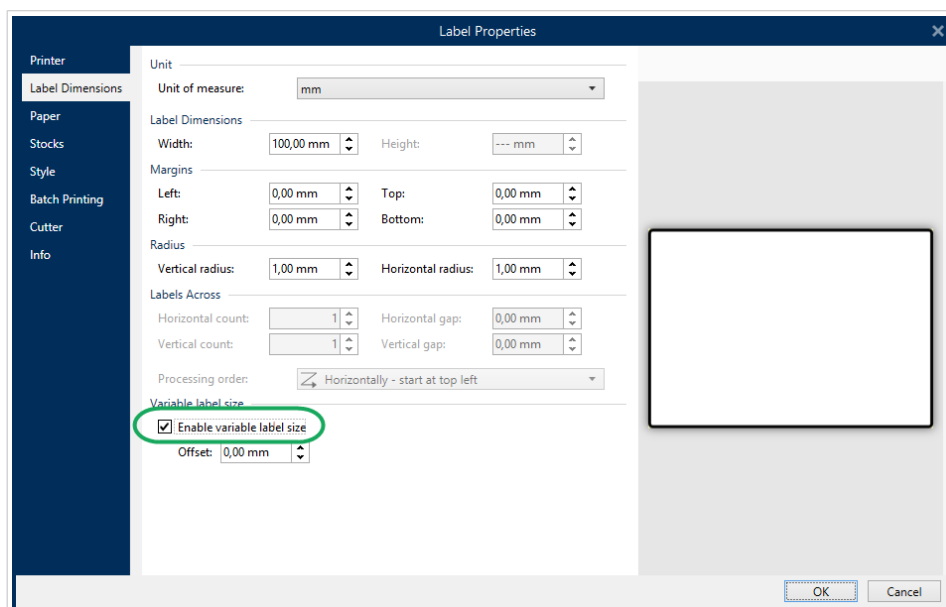 Label Properties
Printer
Label Dimensions
Paper
Stocks
Style
Batch Printing
Cutter
Info
Unit
Unit of measure: mm
Label Dimensions
Width: 100,00 mm Height: --- mm
Margins
Left: 0,00 mm Top: 0,00 mm
Right: 0,00 mm Bottom: 0,00 mm
Radius
Vertical radius: 1,00 mm Horizontal radius: 1,00 mm
Labels Across
Horizontal count: 1 Horizontal gap: 0,00 mm
Vertical count: 1 Vertical gap: 0,00 mm
Processing order: Horizontally - start at top left
Variable label size
Enable variable label size
Offset: 0,00 mm
OK Cancel